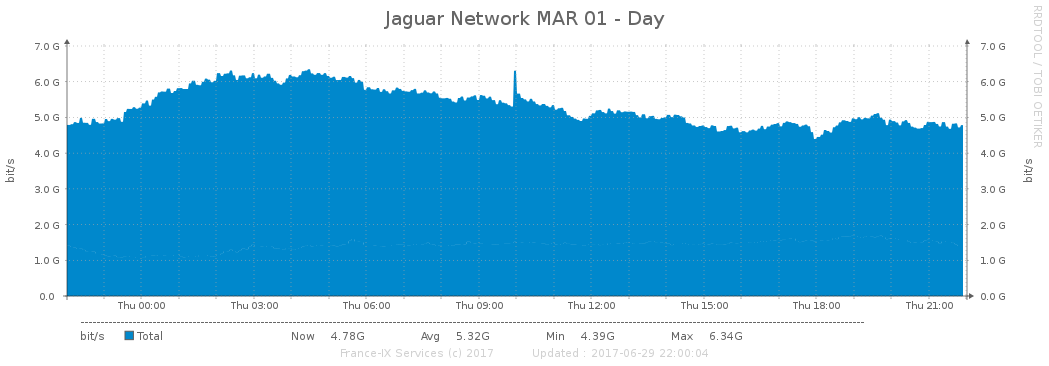 Jaguar Network MAR 01 - Day
RRDTOOL / TOBI OETIKER
7.0 G 7.0 G
6.0 G 6.0 G
5.0 G 5.0 G
4.0 G 4.0 G
3.0 G 3.0 G
2.0 G 2.0 G
1.0 G 1.0 G
0.0 0.0 G
bit/s bit/s
Thu 00:00 Thu 03:00 Thu 06:00 Thu 09:00 Thu 12:00 Thu 15:00 Thu 18:00 Thu 21:00
bit/s Total Now 4.78G Avg 5.32G Min 4.39G Max 6.34G
France-IX Services (c) 2017 Updated : 2017-06-29 22:00:04